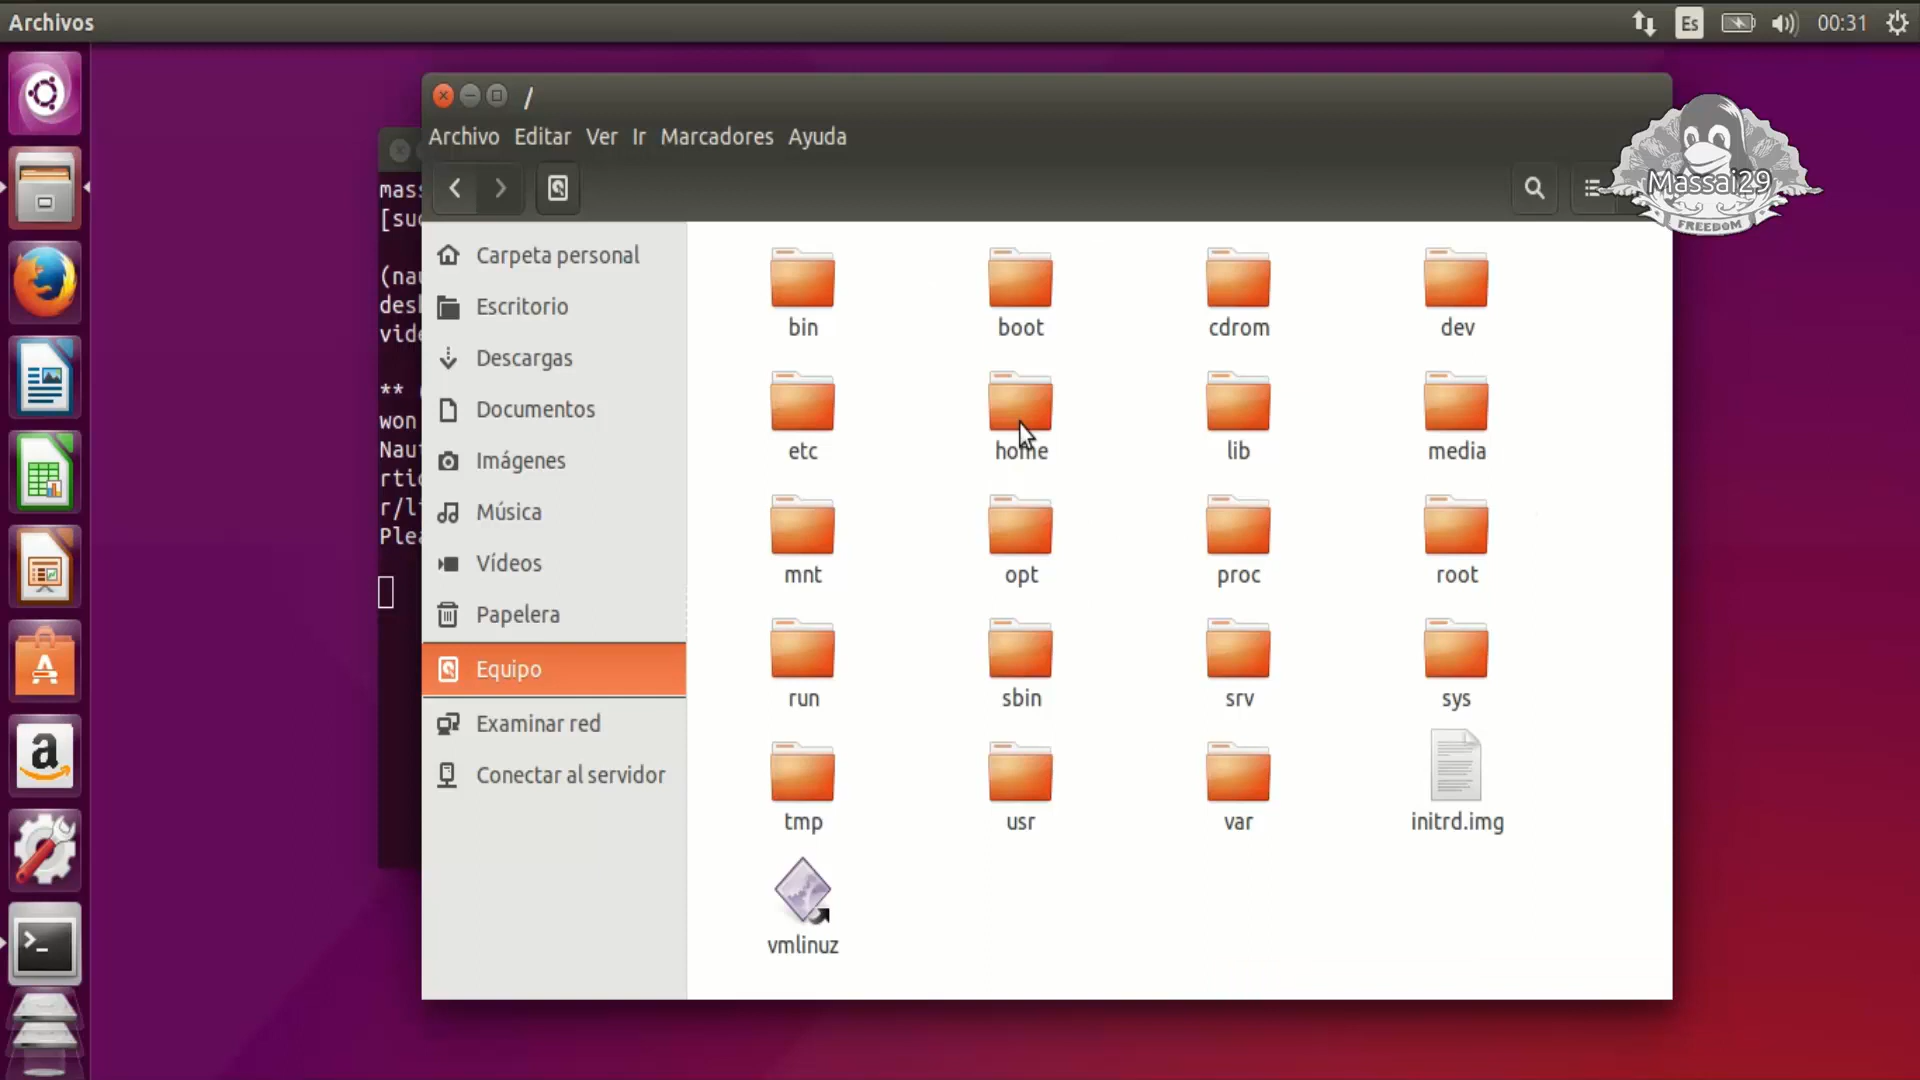 Archivos
Es
00:31
/
Archivo Editar Ver Ir Marcadores Ayuda
Massai29
FREEDOM
Carpeta personal
Escritorio
Descargas
Documentos
Imágenes
Música
Vídeos
Papelera
Equipo
Examinar red
Conectar al servidor
bin boot cdrom dev
etc home lib media
mnt opt proc root
run sbin srv sys
tmp usr var initrd.img
vmlinuz
mas
[su
(na
des
vid
**
won
Nau
rti
r/l
Plea